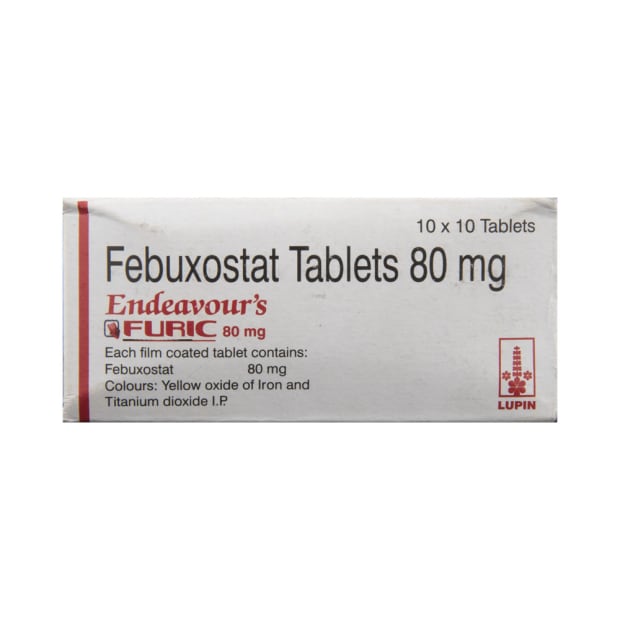 10 x 10 Tablets
Febuxostat Tablets 80 mg
Endeavour's
FURIC 80 mg
Each film coated tablet contains:
Febuxostat 80 mg
Colours: Yellow oxide of Iron and
Titanium dioxide I.P.
LUPIN